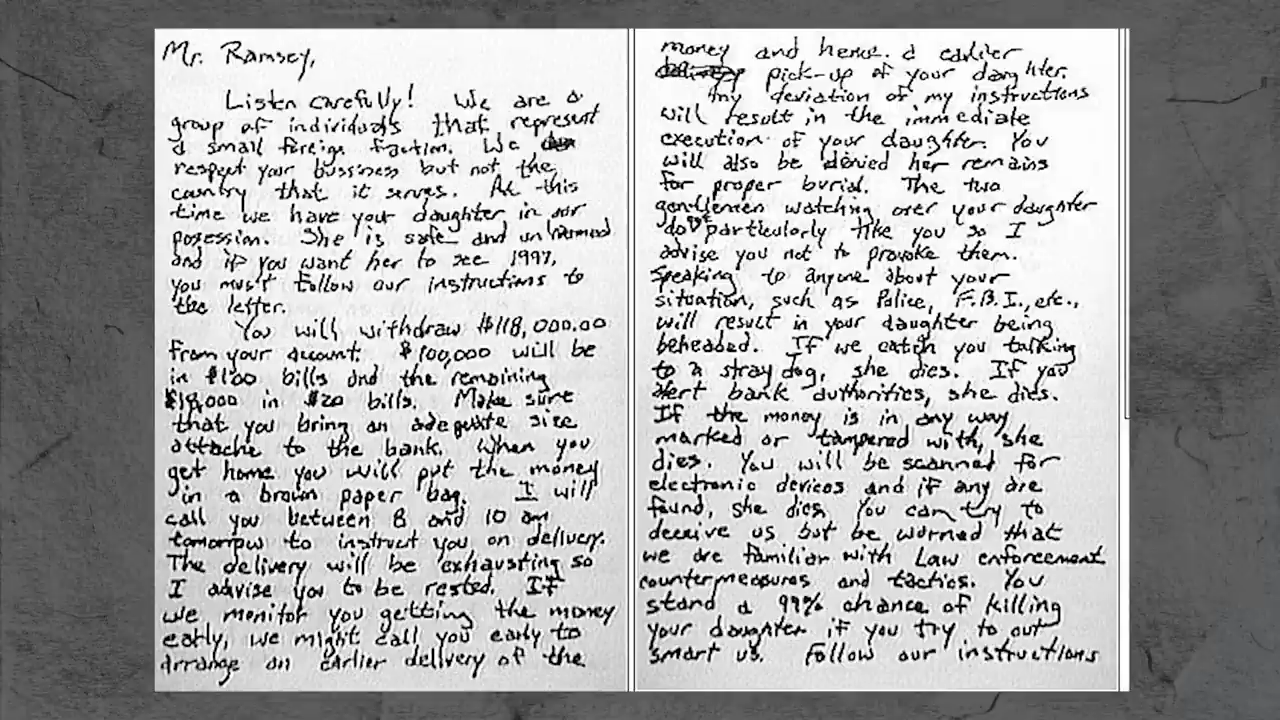 Mr. Ramsey,
Listen carefully! We are a
group of individuals that represent
a small foreign faction. We
respect your bussiness but not the
country that it serves. At this
time we have your daughter in our
posession. She is safe and unharmed
and if you want her to see 1997,
you must follow our instructions to
the letter.
You will withdraw $118,000.00
from your account. $100,000 will be
in $100 bills and the remaining
$18,000 in $20 bills. Make sure
that you bring an adequate size
attache to the bank. When you
get home you will put the money
in a brown paper bag. I will
call you between 8 and 10 am
tomorrow to instruct you on delivery.
The delivery will be exhausting so
I advise you to be rested. If
we monitor you getting the money
early, we might call you early to
arrange an earlier delivery of the
money and hence a earlier
pick-up of your daughter.
Any deviation of my instructions
will result in the immediate
execution of your daughter. You
will also be denied her remains
for proper burial. The two
gentlemen watching over your daughter
do not particularly like you so I
advise you not to provoke them.
Speaking to anyone about your
situation, such as Police, F.B.I., etc.,
will result in your daughter being
beheaded. If we catch you talking
to a stray dog, she dies. If you
alert bank authorities, she dies.
If the money is in any way
marked or tampered with, she
dies. You will be scanned for
electronic devices and if any are
found, she dies. You can try to
deceive us but be warned that
we are familiar with Law enforcement
countermeasures and tactics. You
stand a 99% chance of killing
your daughter if you try to out
smart us. Follow our instructions